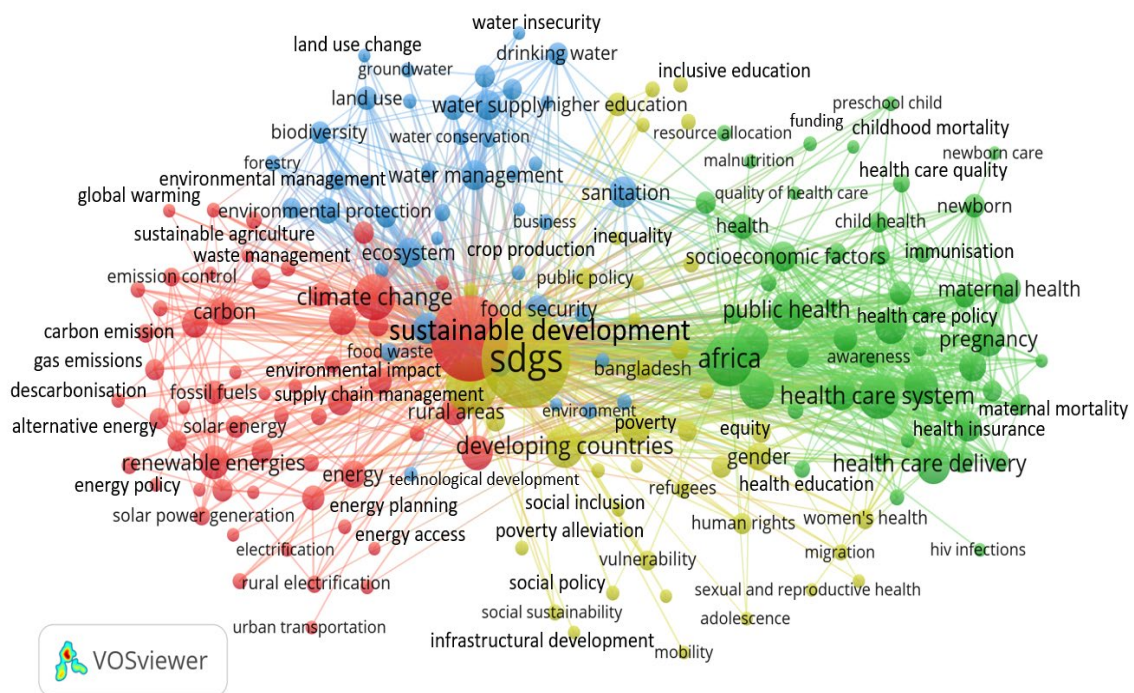 water insecurity
land use change
drinking water
groundwater
inclusive education
land use
water supply
higher education
preschool child
funding
biodiversity
water conservation
resource allocation
childhood mortality
forestry
malnutrition
newborn care
environmental management
water management
health care quality
global warming
sanitation
quality of health care
newborn
environmental protection
business
child health
health
sustainable agriculture
inequality
waste management
ecosystem
crop production
socioeconomic factors
immunisation
emission control
public policy
maternal health
climate change
carbon
food security
public health
health care policy
carbon emission
sustainable development
pregnancy
food waste
sdgs
africa
awareness
gas emissions
environmental impact
bangladesh
descarbonisation
fossil fuels
supply chain management
health care system
rural areas
environment
maternal mortality
alternative energy
solar energy
poverty
equity
health insurance
developing countries
renewable energies
gender
health care delivery
energy
technological development
energy policy
refugees
health education
energy planning
social inclusion
solar power generation
human rights
women's health
energy access
poverty alleviation
electrification
vulnerability
migration
hiv infections
rural electrification
social policy
sexual and reproductive health
social sustainability
adolescence
urban transportation
infrastructural development
mobility
VOSviewer